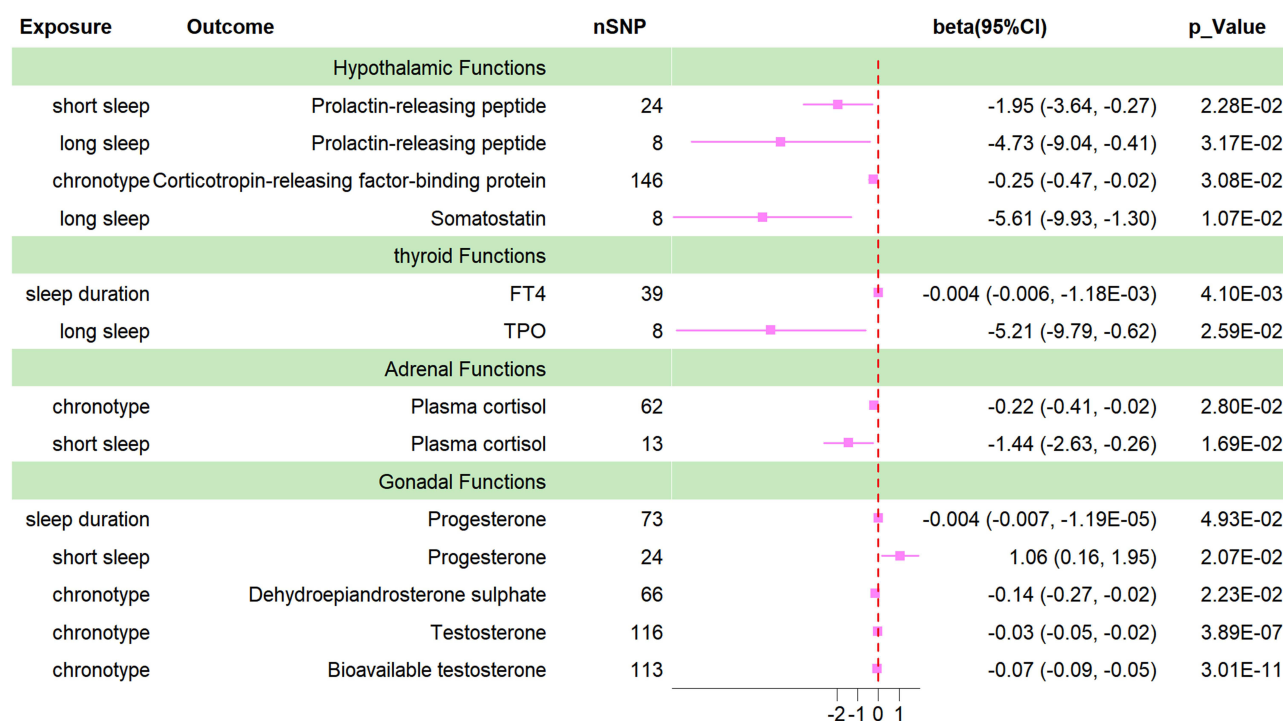 Exposure Outcome nSNP beta(95%CI) p_Value
Hypothalamic Functions
short sleep Prolactin-releasing peptide 24 -1.95 (-3.64, -0.27) 2.28E-02
long sleep Prolactin-releasing peptide 8 -4.73 (-9.04, -0.41) 3.17E-02
chronotype Corticotropin-releasing factor-binding protein 146 -0.25 (-0.47, -0.02) 3.08E-02
long sleep Somatostatin 8 -5.61 (-9.93, -1.30) 1.07E-02
thyroid Functions
sleep duration FT4 39 -0.004 (-0.006, -1.18E-03) 4.10E-03
long sleep TPO 8 -5.21 (-9.79, -0.62) 2.59E-02
Adrenal Functions
chronotype Plasma cortisol 62 -0.22 (-0.41, -0.02) 2.80E-02
short sleep Plasma cortisol 13 -1.44 (-2.63, -0.26) 1.69E-02
Gonadal Functions
sleep duration Progesterone 73 -0.004 (-0.007, -1.19E-05) 4.93E-02
short sleep Progesterone 24 1.06 (0.16, 1.95) 2.07E-02
chronotype Dehydroepiandrosterone sulphate 66 -0.14 (-0.27, -0.02) 2.23E-02
chronotype Testosterone 116 -0.03 (-0.05, -0.02) 3.89E-07
chronotype Bioavailable testosterone 113 -0.07 (-0.09, -0.05) 3.01E-11
-2 -1 0 1